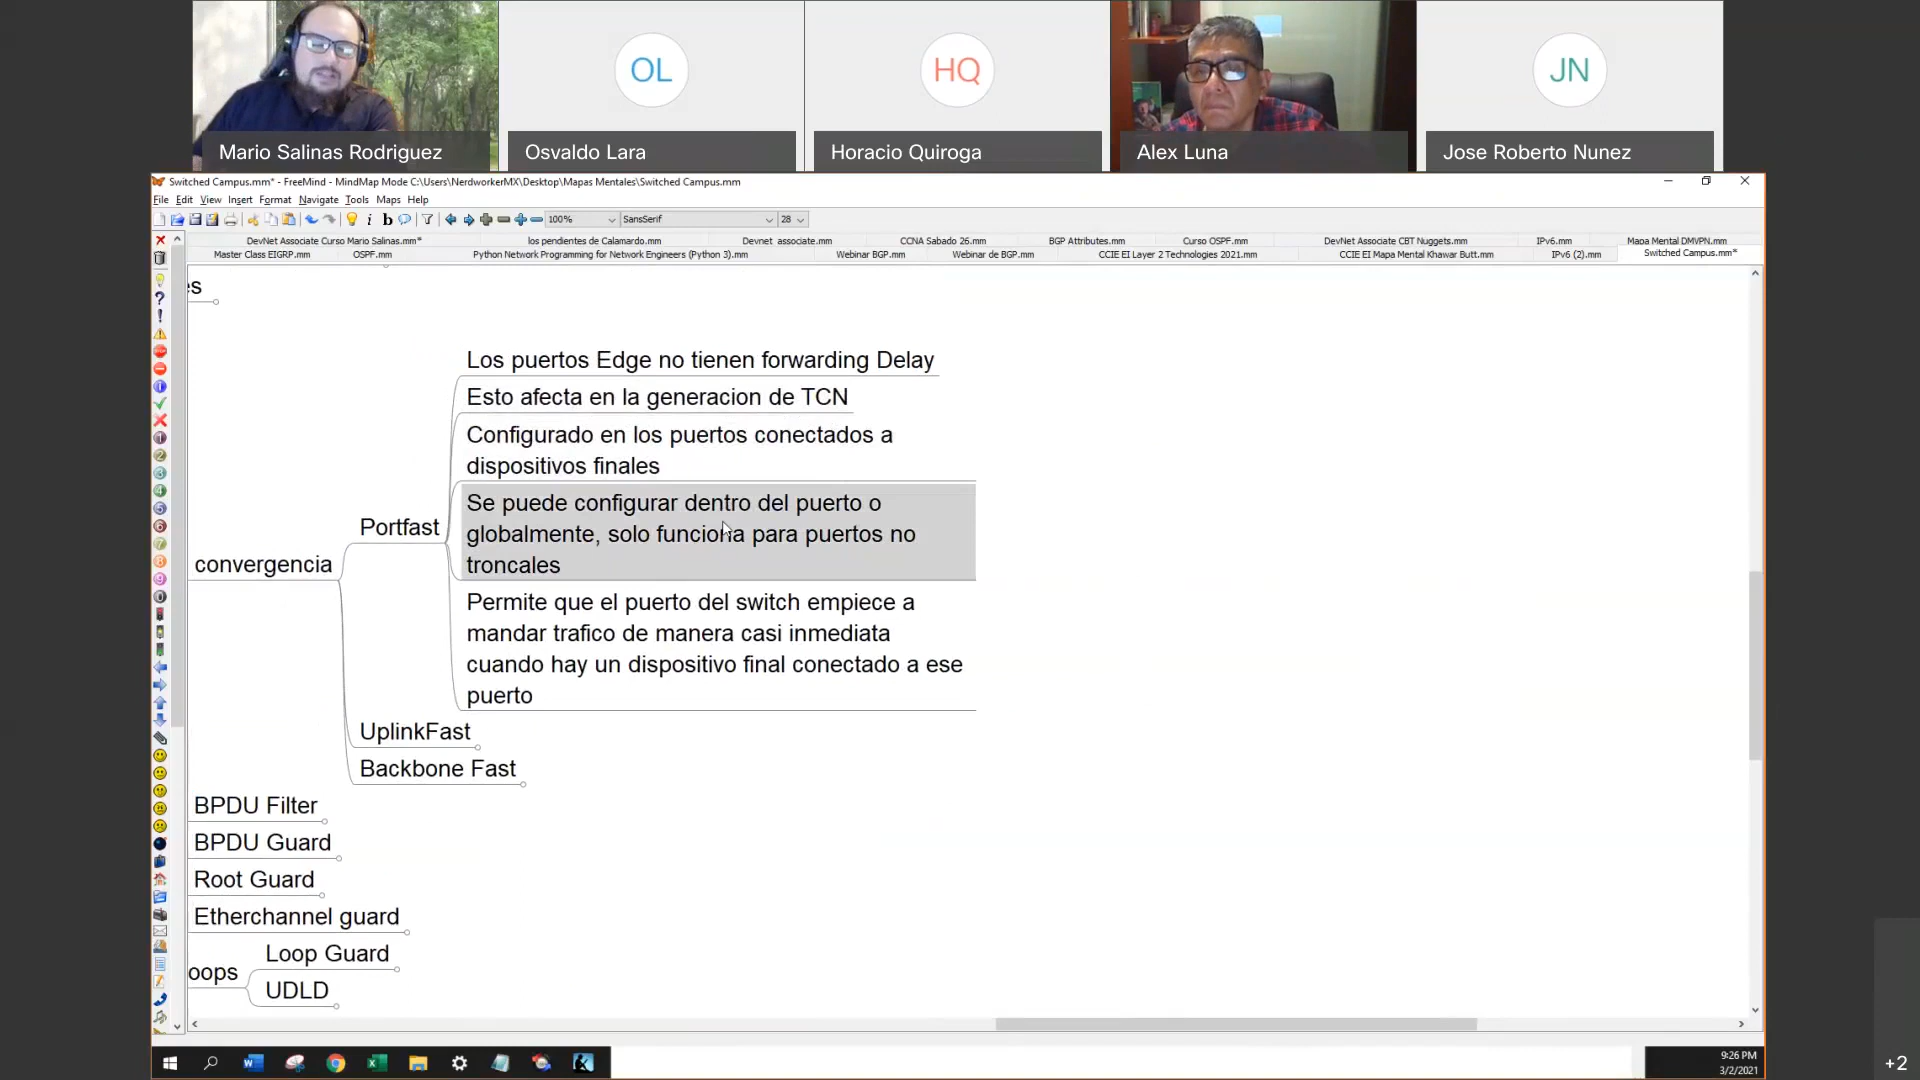 OL
HQ
JN
Mario Salinas Rodriguez
Osvaldo Lara
Horacio Quiroga
Alex Luna
Jose Roberto Nunez
Switched Campus.mm* - FreeMind - MindMap Mode C:\Users\NerdworkerMX\Desktop\Mapas Mentales\Switched Campus.mm
File Edit View Insert Format Navigate Tools Maps Help
100% SansSerif 28
DevNet Associate Curso Mario Salinas.mm* los pendientes de Calamardo.mm Devnet associate.mm CCNA Sabado 26.mm BGP Attributes.mm Curso OSPF.mm DevNet Associate CBT Nuggets.mm IPv6.mm Mapa Mental DMVPN.mm
Master Class EIGRP.mm OSPF.mm Python Network Programming for Network Engineers (Python 3).mm Webinar BGP.mm Webinar de BGP.mm CCIE EI Layer 2 Technologies 2021.mm CCIE EI Mapa Mental Khawar Butt.mm IPv6 (2).mm Switched Campus.mm*
es
Los puertos Edge no tienen forwarding Delay
Esto afecta en la generacion de TCN
Configurado en los puertos conectados a
dispositivos finales
Se puede configurar dentro del puerto o
globalmente, solo funciona para puertos no
troncales
Portfast
convergencia
Permite que el puerto del switch empiece a
mandar trafico de manera casi inmediata
cuando hay un dispositivo final conectado a ese
puerto
UplinkFast
Backbone Fast
BPDU Filter
BPDU Guard
Root Guard
Etherchannel guard
Loop Guard
oops
UDLD
9:26 PM
3/2/2021
+2